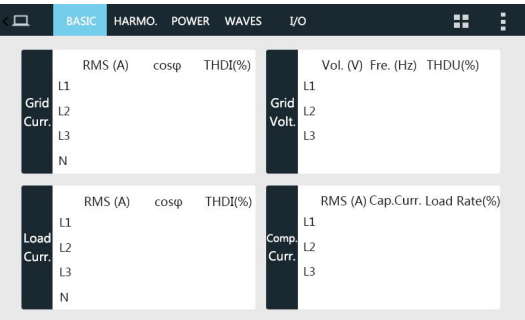 BASIC HARMO. POWER WAVES I/O
Grid Curr.
RMS (A) cosφ THDI(%)
L1
L2
L3
N
Grid Volt.
Vol. (V) Fre. (Hz) THDU(%)
L1
L2
L3
Load Curr.
RMS (A) cosφ THDI(%)
L1
L2
L3
N
Comp. Curr.
RMS (A) Cap.Curr. Load Rate(%)
L1
L2
L3